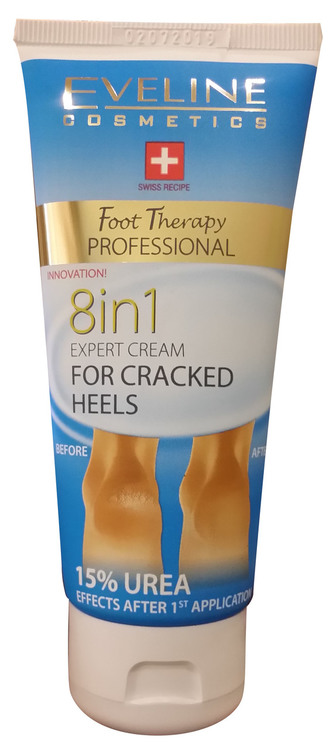 02072016
EVELINE
COSMETICS
SWISS RECIPE
Foot Therapy
PROFESSIONAL
INNOVATION!
8in1
EXPERT CREAM
FOR CRACKED
HEELS
BEFORE
15% UREA
EFFECTS AFTER 1ST APPLICATION